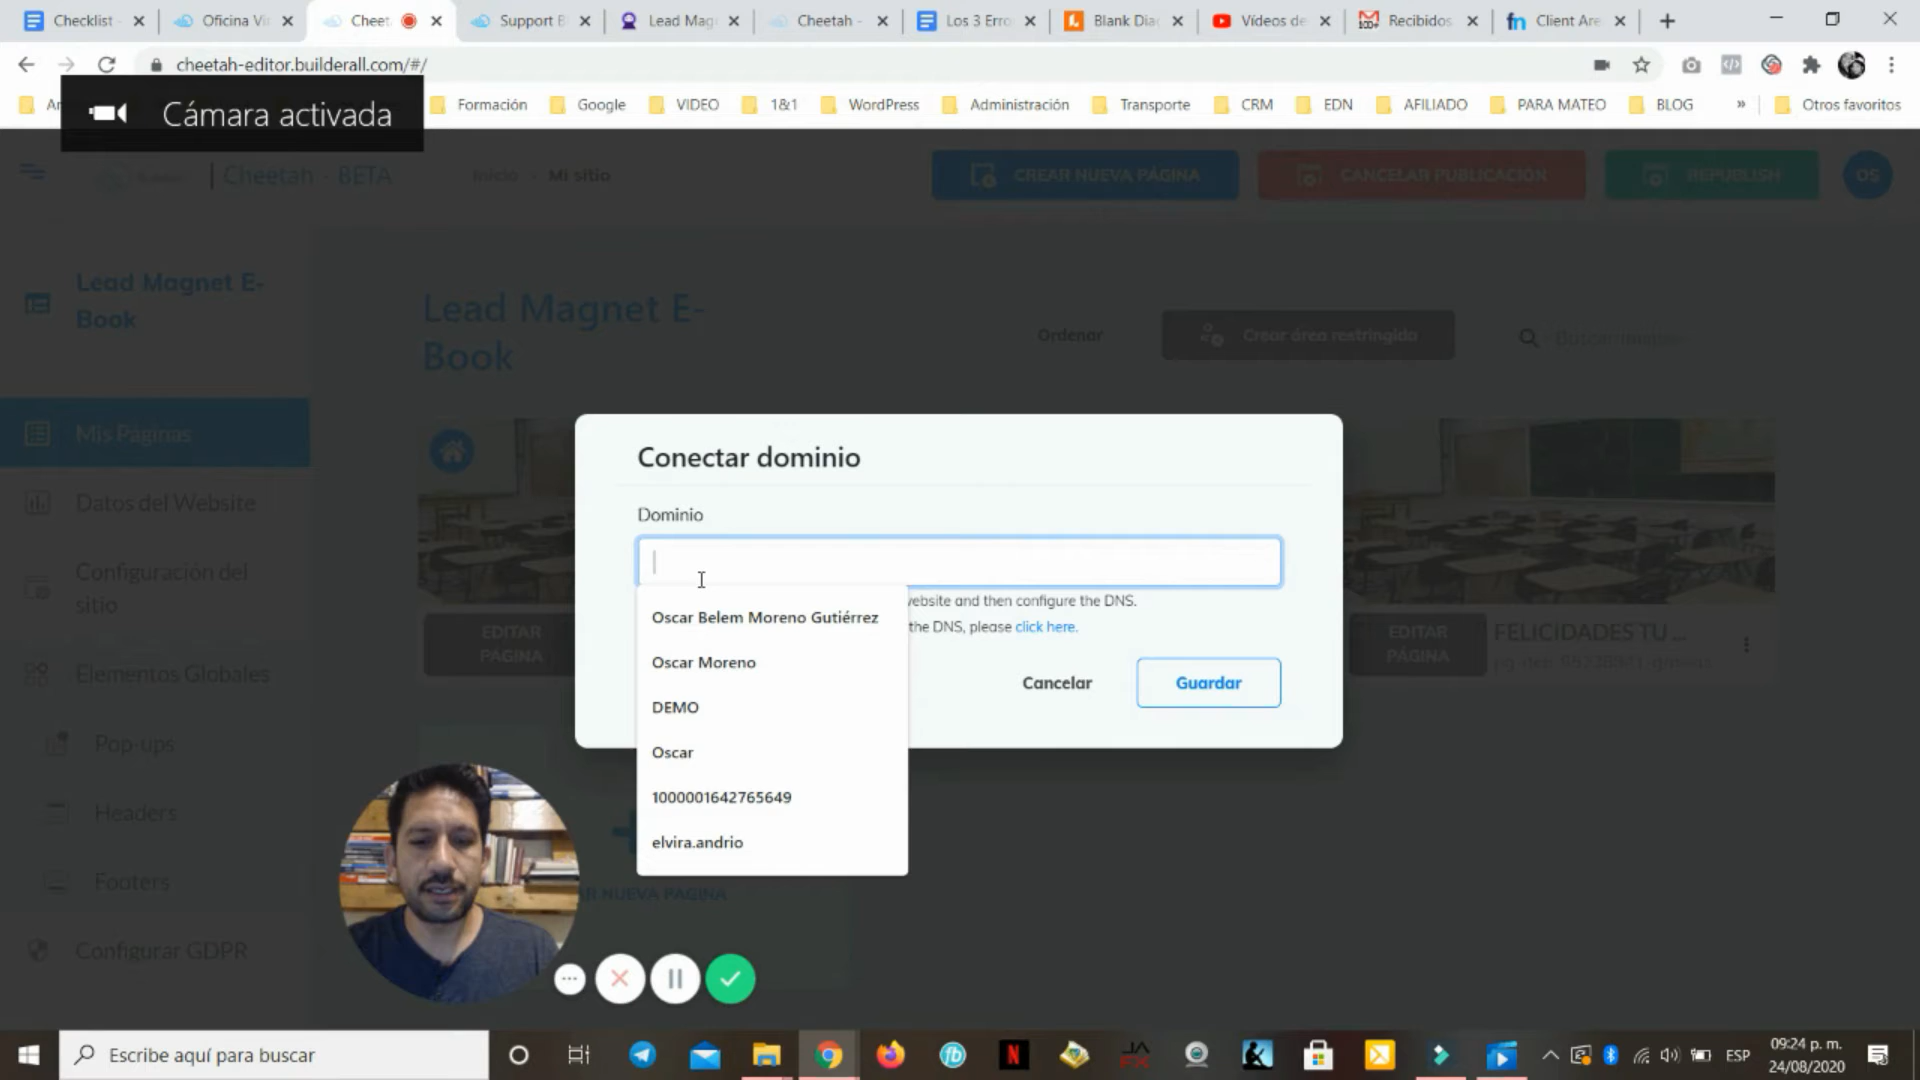 Checklist -
Oficina Vi
Cheet
Support B
Lead Mag
Cheetah -
Los 3 Erro
Blank Dia
Vídeos de
Recibidos
Client Are
cheetah-editor.builderall.com/#/
Cámara activada
Formación
Google
VIDEO
1&1
WordPress
Administración
Transporte
CRM
EDN
AFILIADO
PARA MATEO
BLOG
»
Otros favoritos
Cheetah - BETA
Inicio
Mi sitio
CREAR NUEVA PÁGINA
CANCELAR PUBLICACIÓN
REPUBLISH
OS
Lead Magnet E-
Book
Lead Magnet E-
Book
Ordenar
Crear área restringida
Mis Páginas
Datos del Website
Configuración del
sitio
Elementos Globales
Pop-ups
Headers
Footers
Configurar GDPR
Conectar dominio
Dominio
website and then configure the DNS.
the DNS, please click here.
Cancelar
Guardar
Oscar Belem Moreno Gutiérrez
Oscar Moreno
DEMO
Oscar
1000001642765649
elvira.andrio
EDITAR
PÁGINA
EDITAR
PÁGINA
FELICIDADES TU ...
NUEVA PÁGINA
Escribe aquí para buscar
ESP
09:24 p. m.
24/08/2020